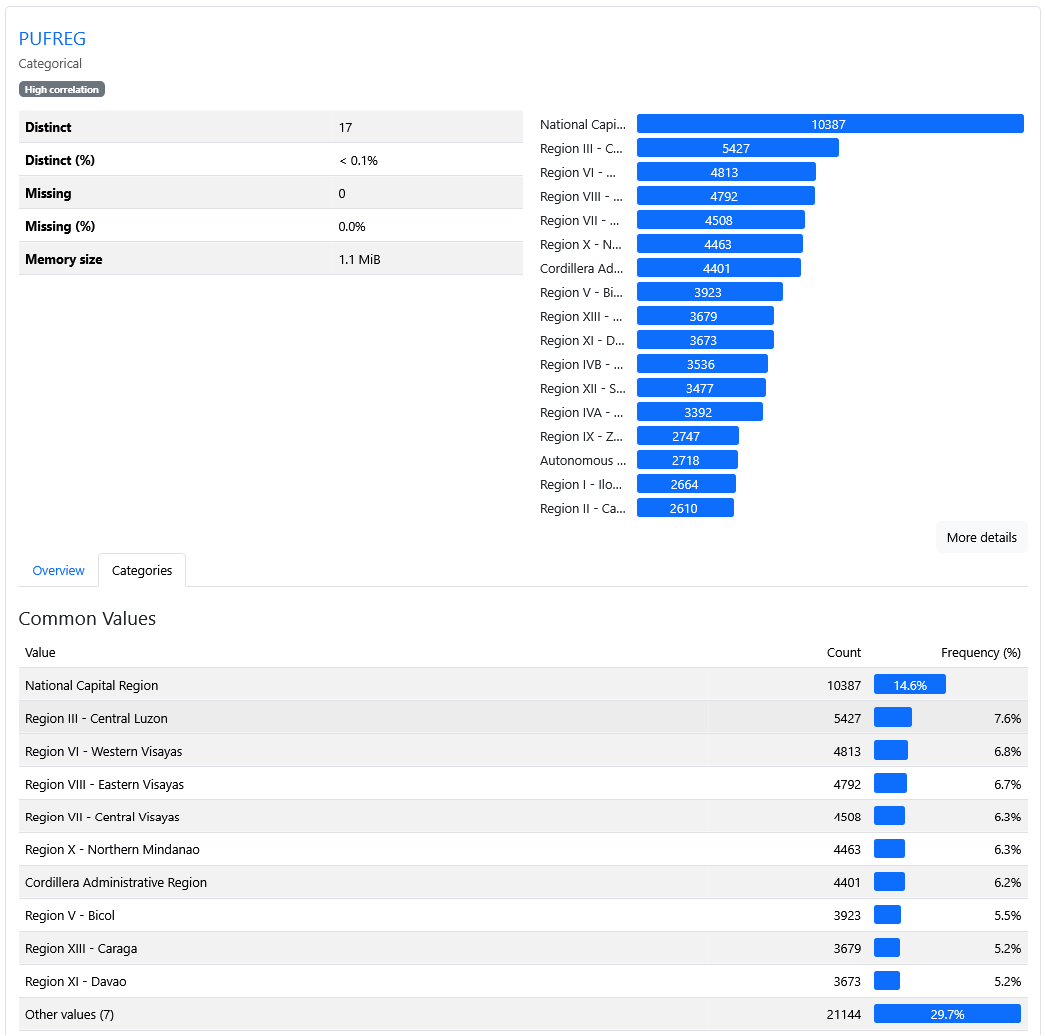 PUFREG
Categorical
High correlation
Distinct 17
Distinct (%) < 0.1%
Missing 0
Missing (%) 0.0%
Memory size 1.1 MiB
National Capi... 10387
Region III - C... 5427
Region VI - ... 4813
Region VIII - ... 4792
Region VII - ... 4508
Region X - N... 4463
Cordillera Ad... 4401
Region V - Bi... 3923
Region XIII - ... 3679
Region XI - D... 3673
Region IVB - ... 3536
Region XII - S... 3477
Region IVA - ... 3392
Region IX - Z... 2747
Autonomous ... 2718
Region I - Ilo... 2664
Region II - Ca... 2610
More details
Overview Categories
Common Values
Value Count Frequency (%)
National Capital Region 10387 14.6%
Region III - Central Luzon 5427 7.6%
Region VI - Western Visayas 4813 6.8%
Region VIII - Eastern Visayas 4792 6.7%
Region VII - Central Visayas 4508 6.3%
Region X - Northern Mindanao 4463 6.3%
Cordillera Administrative Region 4401 6.2%
Region V - Bicol 3923 5.5%
Region XIII - Caraga 3679 5.2%
Region XI - Davao 3673 5.2%
Other values (7) 21144 29.7%